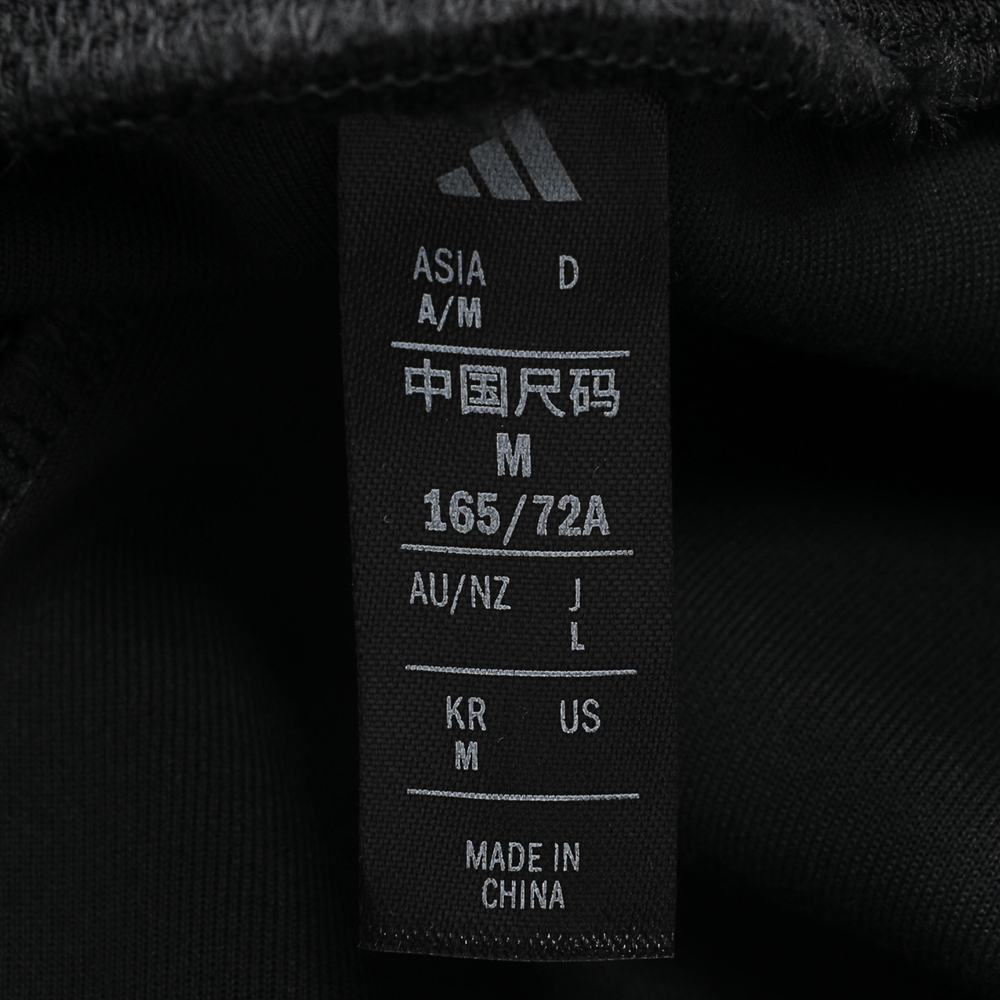 ASIA D
A/M
中国尺码
M
165/72A
AU/NZ J
L
KR US
M
MADE IN
CHINA